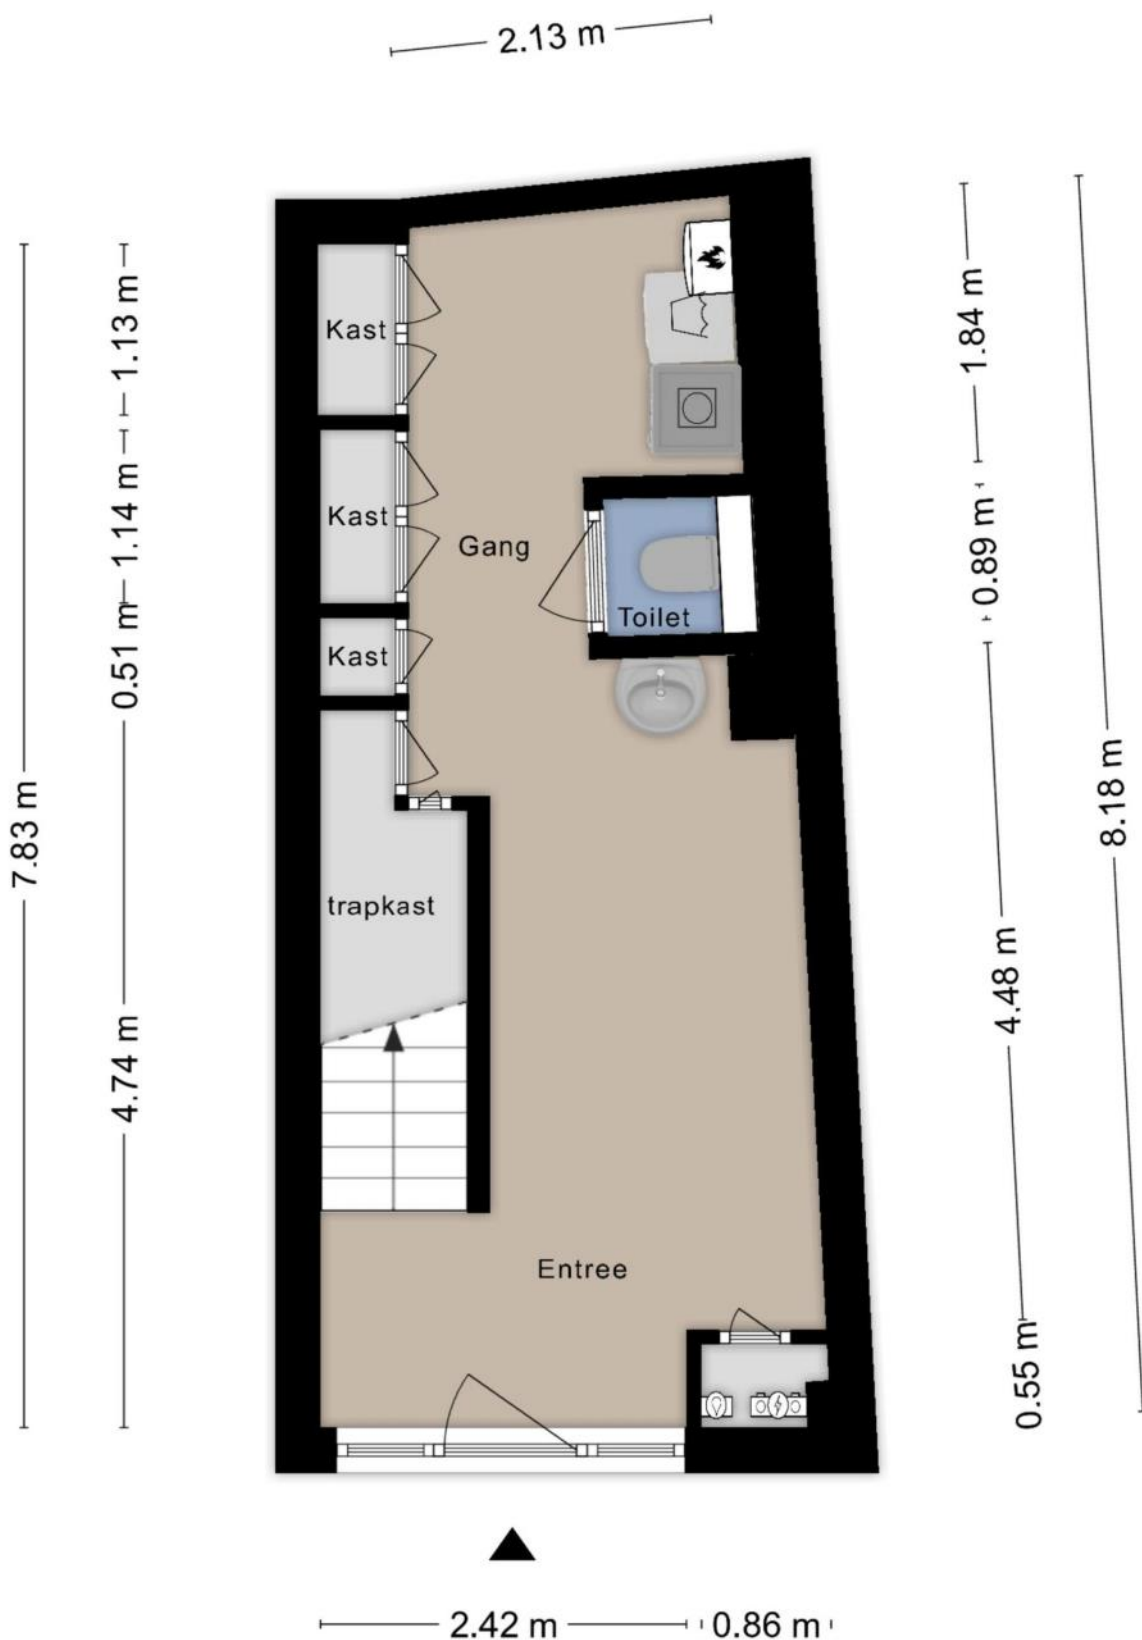 2.13 m
Kast
1.13 m
1.84 m
Kast
1.14 m
Gang
0.89 m
Toilet
Kast
0.51 m
7.83 m
8.18 m
trapkast
4.48 m
4.74 m
Entree
0.55 m
2.42 m
0.86 m